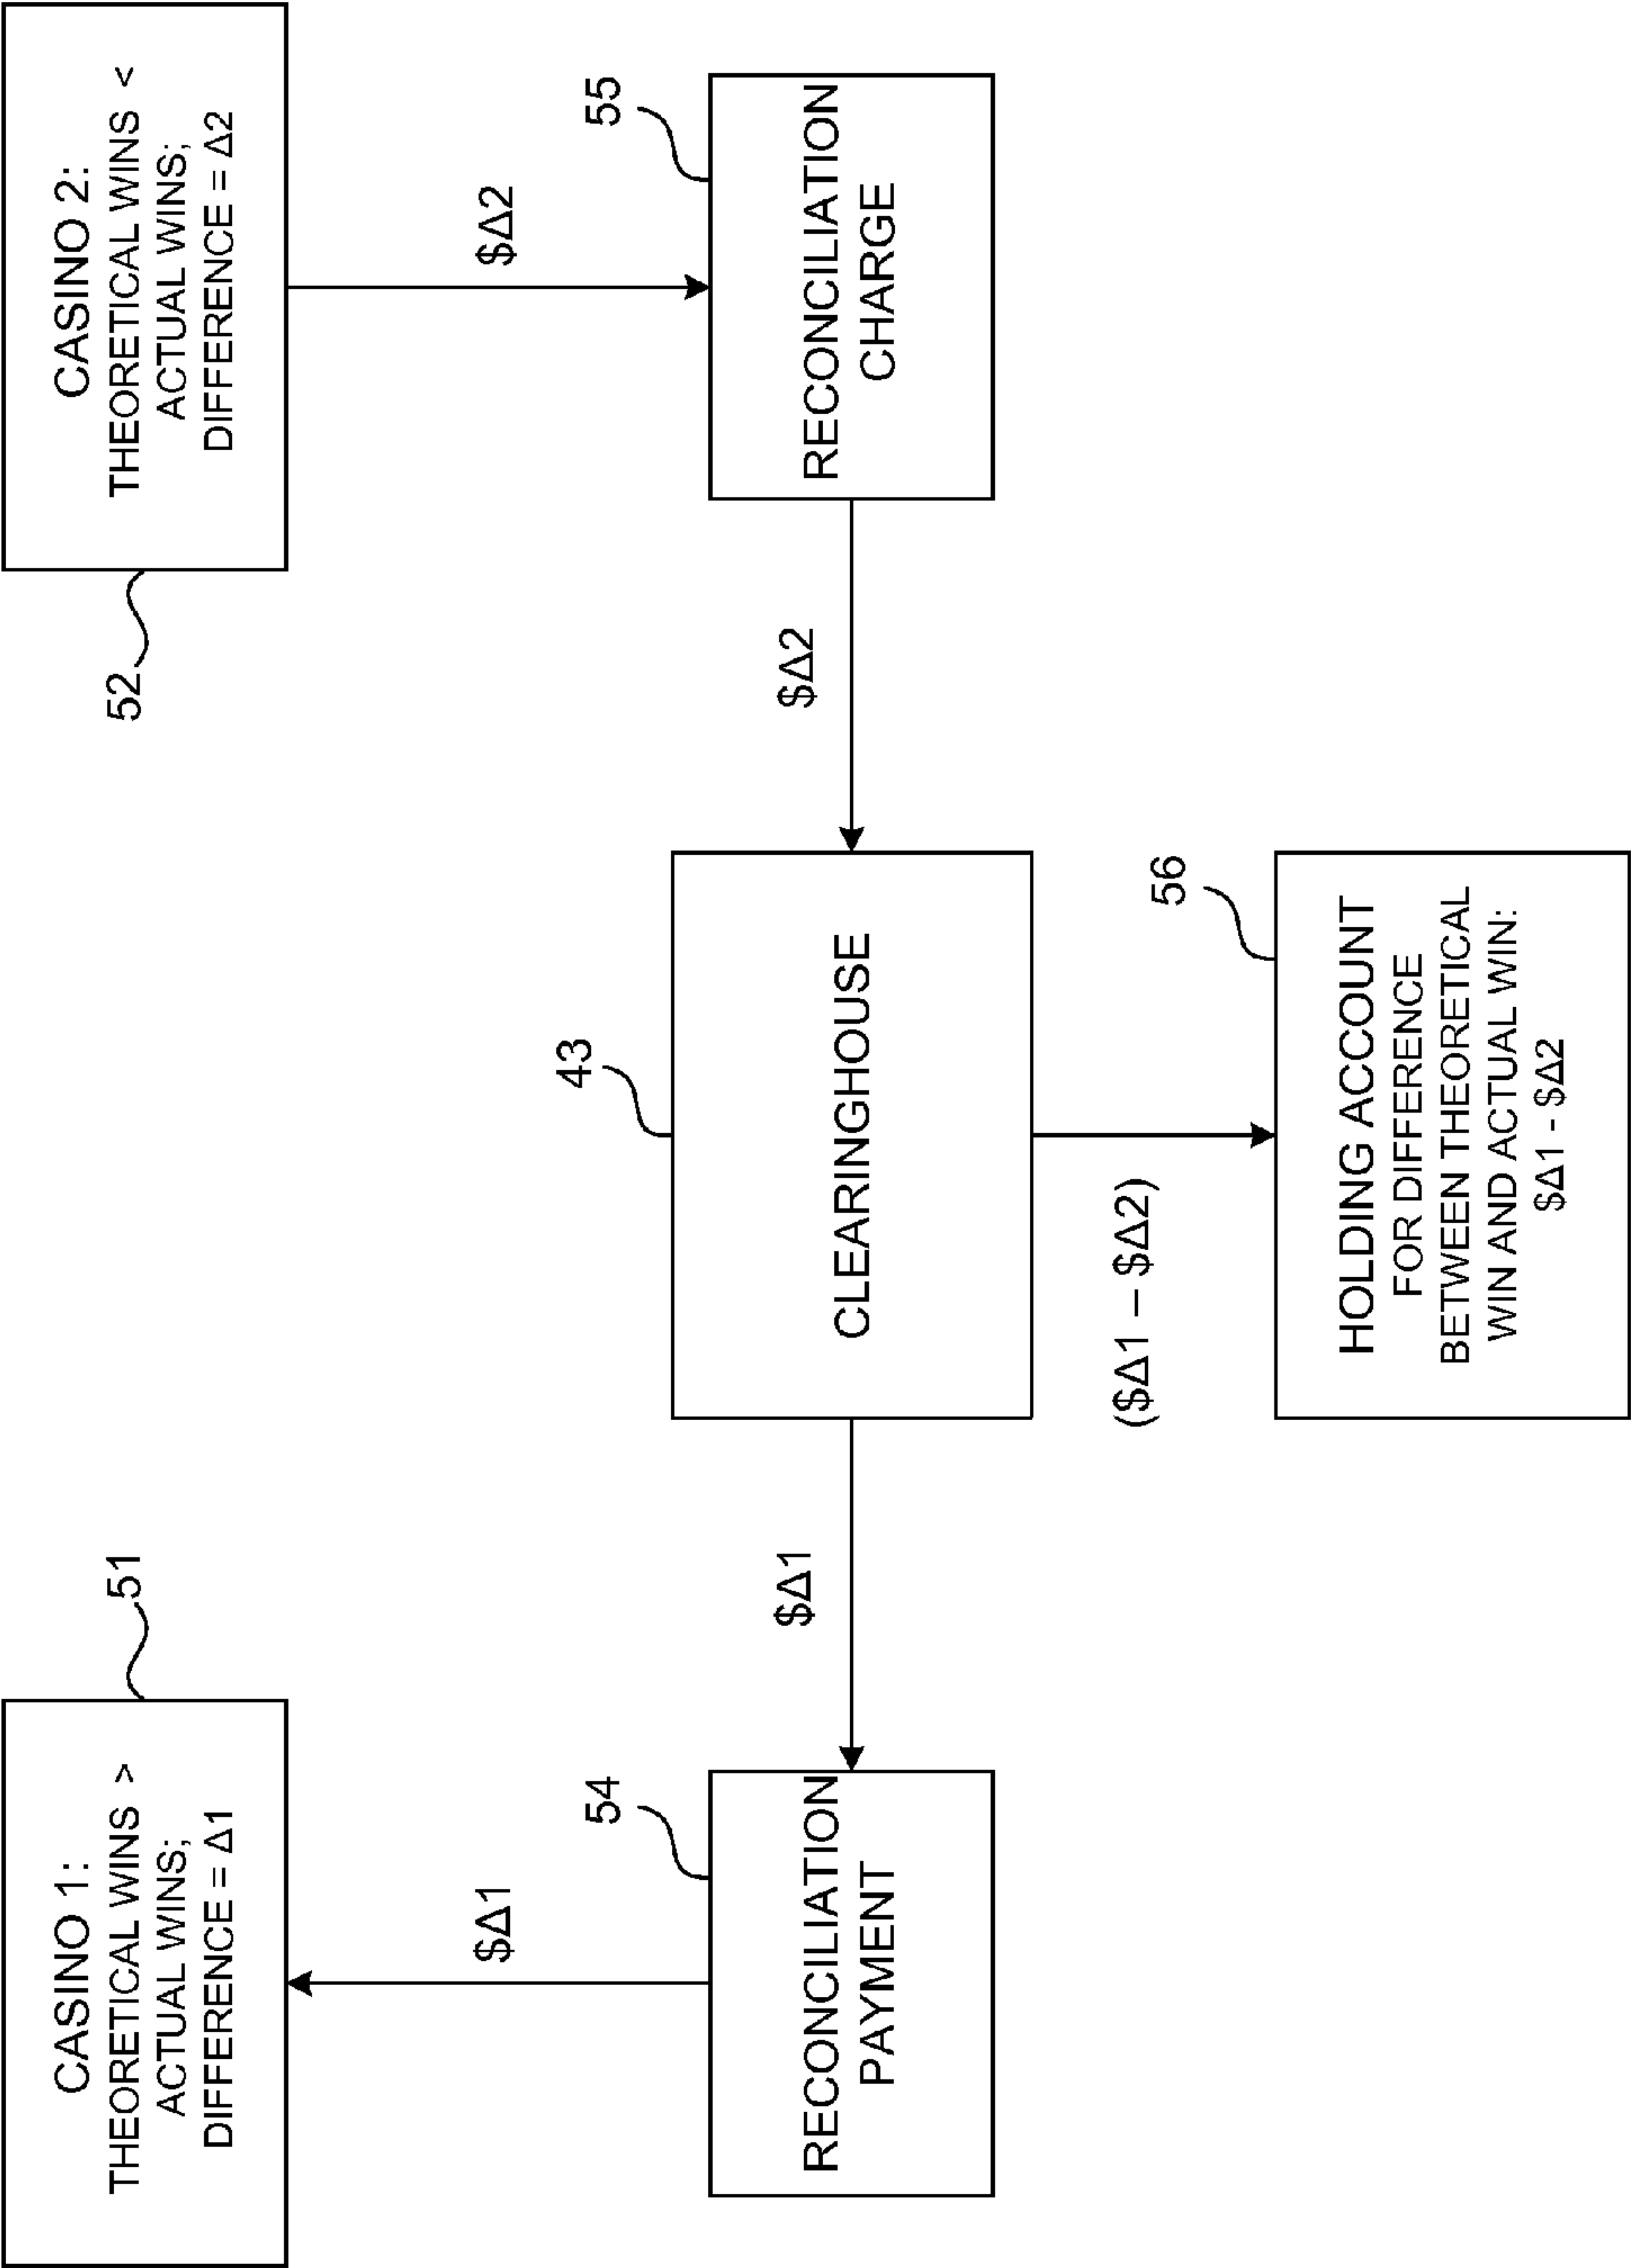 CASINO 1:
THEORETICAL WINS >
ACTUAL WINS;
DIFFERENCE = Δ1
51
CASINO 2:
THEORETICAL WINS <
ACTUAL WINS;
DIFFERENCE = Δ2
52
$Δ1
$Δ2
54
RECONCILIATION
PAYMENT
$Δ1
43
CLEARINGHOUSE
$Δ2
55
RECONCILIATION
CHARGE
($Δ1 – $Δ2)
56
HOLDING ACCOUNT
FOR DIFFERENCE
BETWEEN THEORETICAL
WIN AND ACTUAL WIN:
$Δ1 - $Δ2